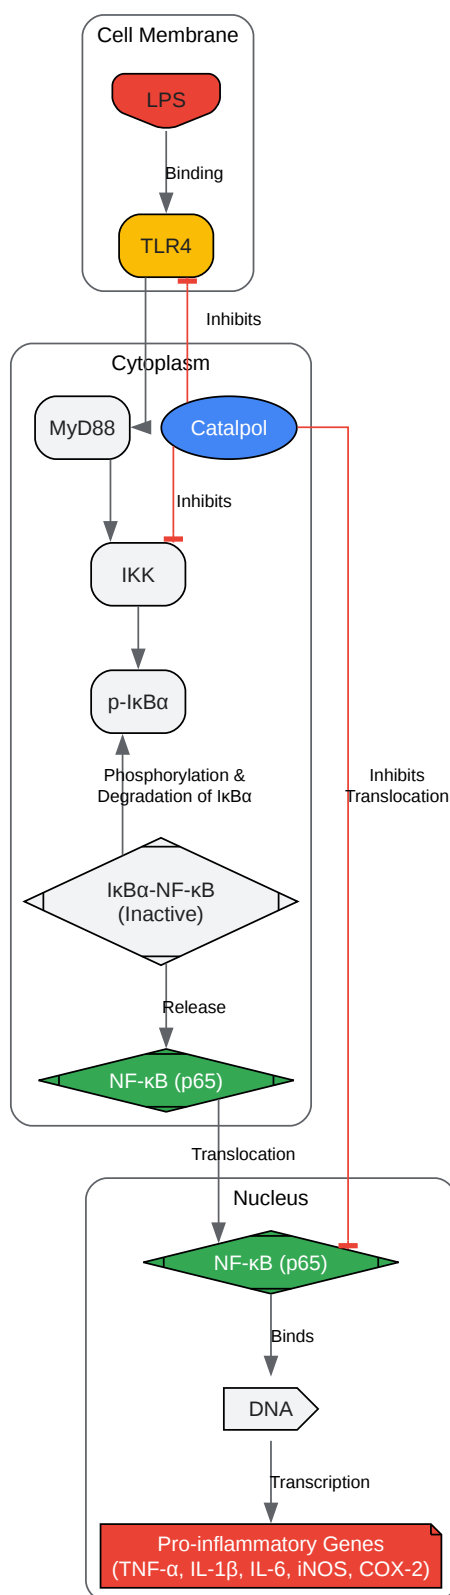 Cell Membrane
LPS
Binding
TLR4
Inhibits
Cytoplasm
MyD88
Catalpol
Inhibits
IKK
p-IκBα
Phosphorylation &
Degradation of IκBα
Inhibits
Translocation
IκBα-NF-κB
(Inactive)
Release
NF-κB (p65)
Translocation
Nucleus
NF-κB (p65)
Binds
DNA
Transcription
Pro-inflammatory Genes
(TNF-α, IL-1β, IL-6, iNOS, COX-2)